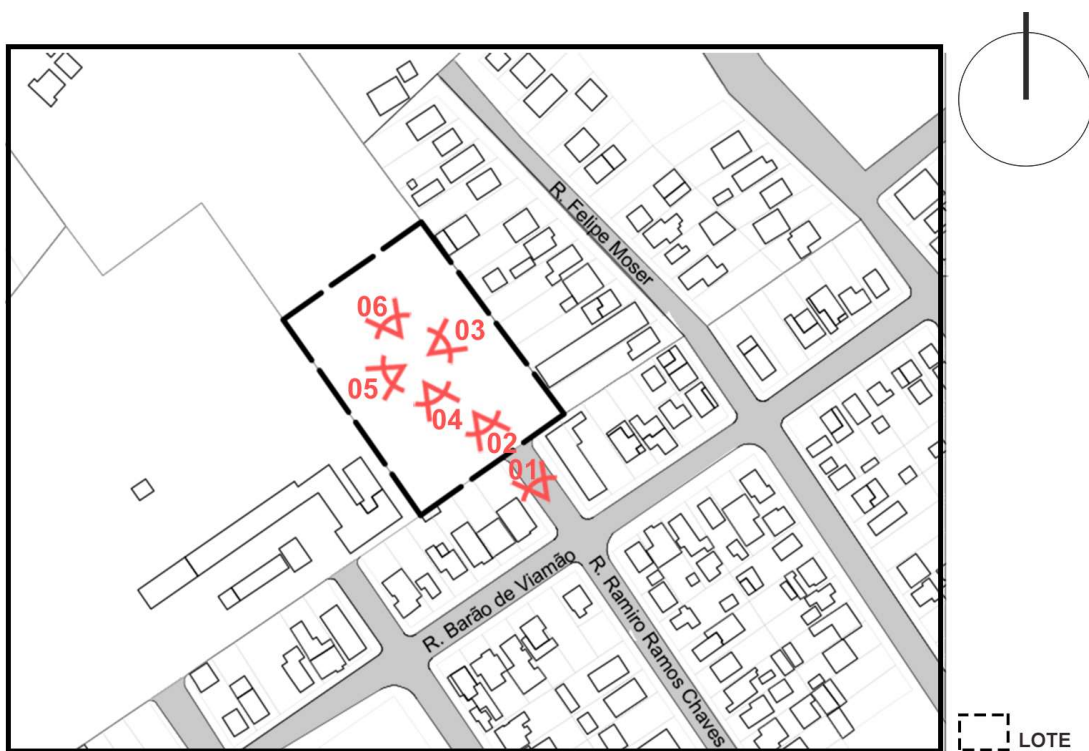 R. Felipe Moser
06
03
05
04
02
01
R. Barão de Viamão
R. Ramiro Ramos Chaves
LOTE